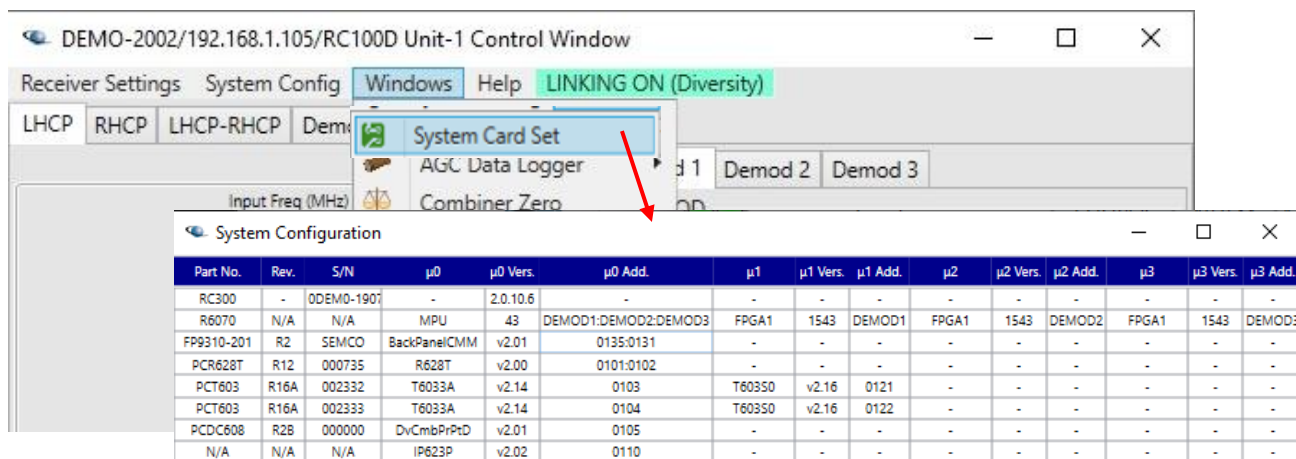 DEMO-2002/192.168.1.105/RC100D Unit-1 Control Window
Receiver Settings System Config Windows Help LINKING ON (Diversity)
LHCP RHCP LHCP-RHCP Demo
System Card Set
AGC Data Logger
d 1 Demod 2 Demod 3
Input Freq (MHz)
Combiner Zero
System Configuration
Part No. Rev. S/N µ0 µ0 Vers. µ0 Add. µ1 µ1 Vers. µ1 Add. µ2 µ2 Vers. µ2 Add. µ3 µ3 Vers. µ3 Add.
RC300 - 0DEM0-1907 - 2.0.10.6 - - - - - - - - - -
R6070 N/A N/A MPU 43 DEMOD1:DEMOD2:DEMOD3 FPGA1 1543 DEMOD1 FPGA1 1543 DEMOD2 FPGA1 1543 DEMOD3
FP9310-201 R2 SEMCO BackPanelCMM v2.01 0135:0131 - - - - - - - - -
PCR628T R12 000735 R628T v2.00 0101:0102 - - - - - - - - -
PCT603 R16A 002332 T6033A v2.14 0103 T603S0 v2.16 0121 - - - - - -
PCT603 R16A 002333 T6033A v2.14 0104 T603S0 v2.16 0122 - - - - - -
PCDC608 R2B 000000 DvCmbPrPtD v2.01 0105 - - - - - - - - -
N/A N/A N/A IP623P v2.02 0110 - - - - - - - - -